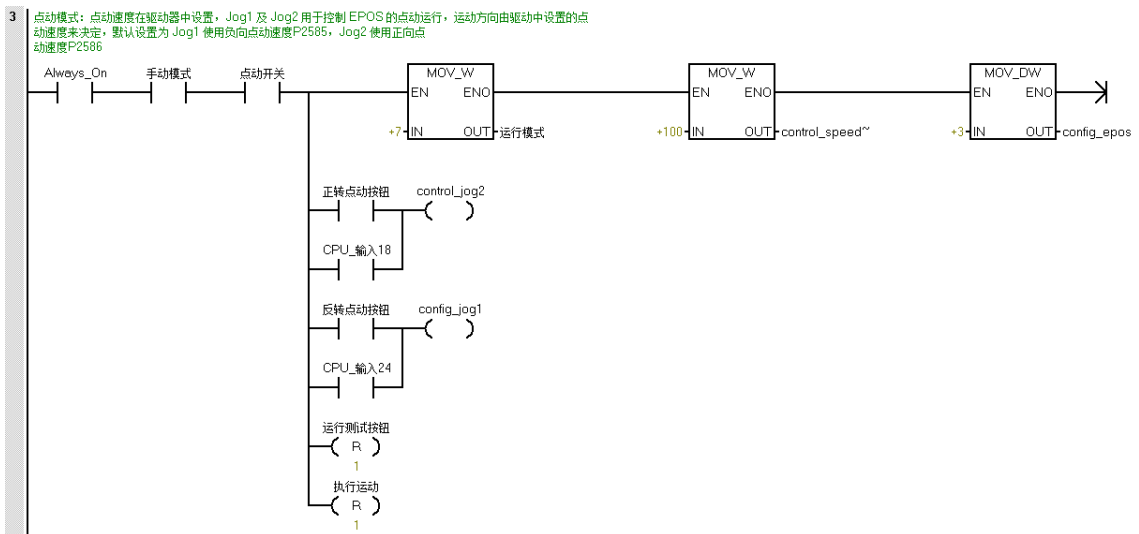 3
点动模式：点动速度在驱动器中设置，Jog1 及 Jog2 用于控制 EPOS 的点动运行，运动方向由驱动中设置的点
动速度来决定，默认设置为 Jog1 使用负向点动速度P2585，Jog2 使用正向点
动速度P2586
Always_On 手动模式 点动开关 MOV_W MOV_W MOV_DW
EN ENO EN ENO EN ENO
+7 IN OUT 运行模式 +100 IN OUT control_speed~ +3 IN OUT config_epos
正转点动按钮 control_jog2
CPU_输入18
反转点动按钮 config_jog1
CPU_输入24
运行测试按钮
R
1
执行运动
R
1